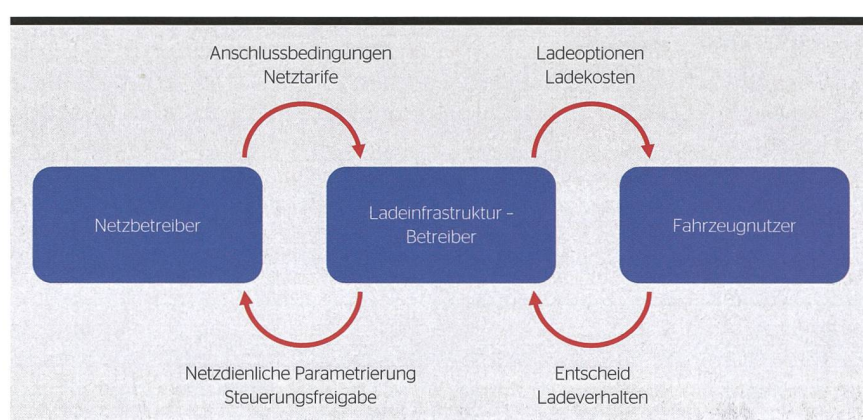 Anschlussbedingungen
Netztarife
Ladeoptionen
Ladekosten
Netzbetreiber
Ladeinfrastruktur –
Betreiber
Fahrzeugnutzer
Netzdienliche Parametrierung
Steuerungsfreigabe
Entscheid
Ladeverhalten